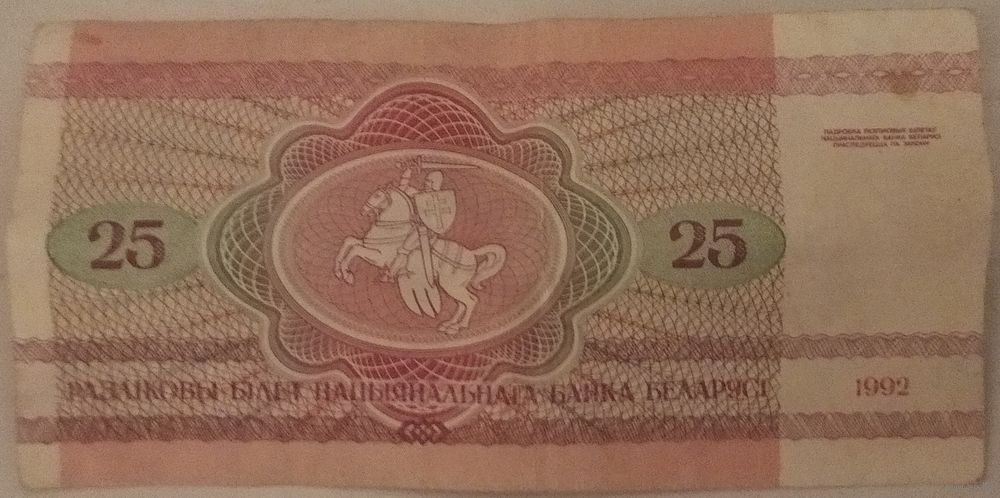 ПАДРОБКА РАЗЛІКОВЫХ БІЛЕТАЎ
НАЦЫЯНАЛЬНАГА БАНКА БЕЛАРУСІ
ПРАСЛЕДУЕЦЦА ПА ЗАКОНУ
25
25
РАЗЛІКОВЫ БІЛЕТ НАЦЫЯНАЛЬНАГА БАНКА БЕЛАРУСІ 1992